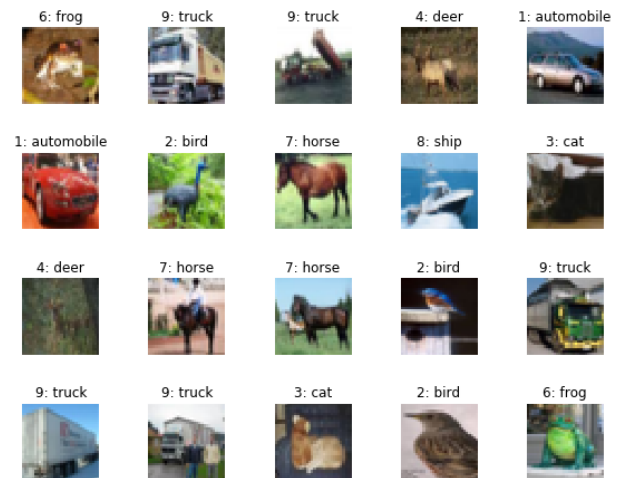 6: frog 9: truck 9: truck 4: deer 1: automobile
1: automobile 2: bird 7: horse 8: ship 3: cat
4: deer 7: horse 7: horse 2: bird 9: truck
9: truck 9: truck 3: cat 2: bird 6: frog